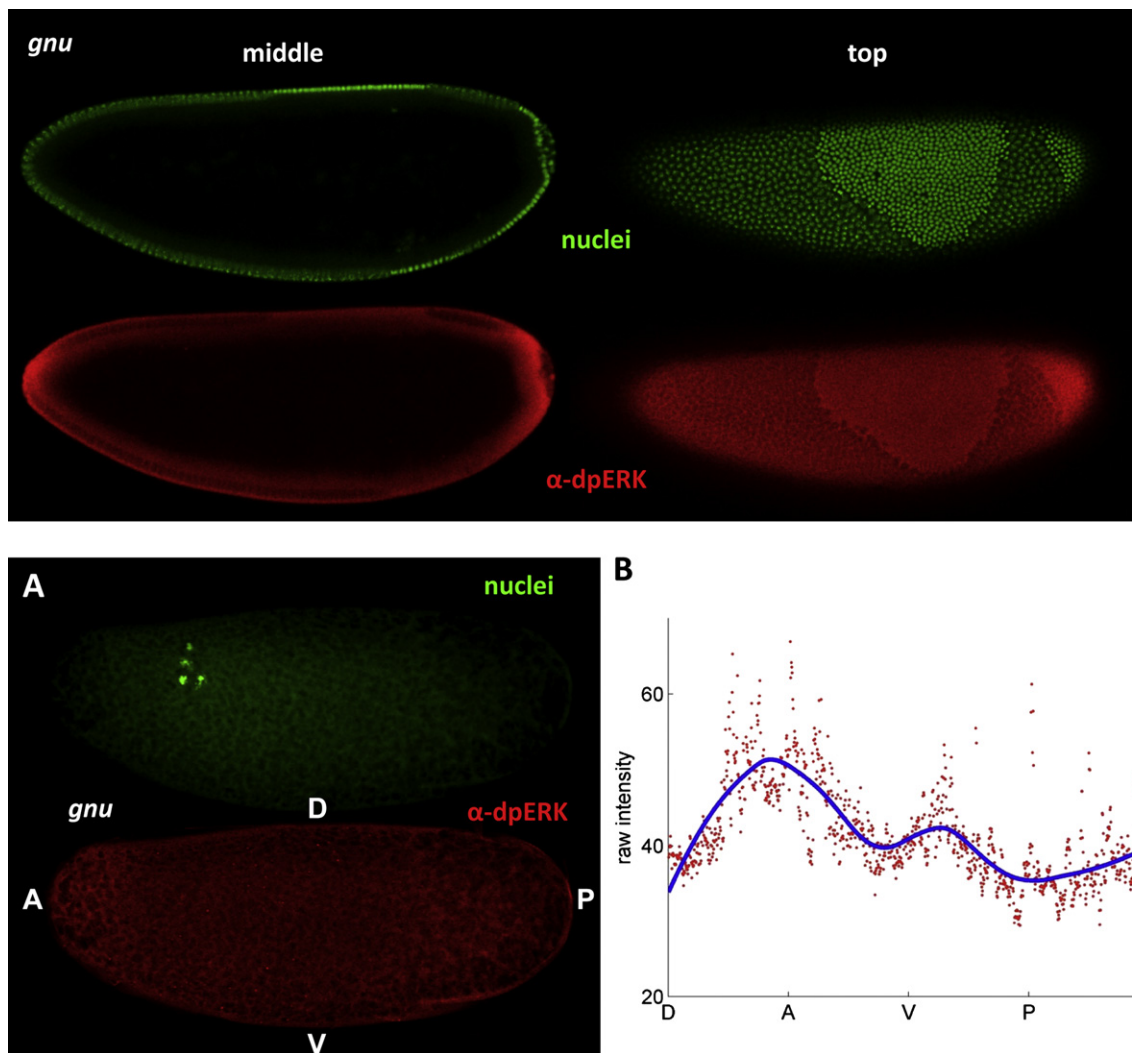 gnu
middle
top
nuclei
α-dpERK
A
nuclei
D
gnu
α-dpERK
A
P
V
B
raw intensity
60
40
20
D
A
V
P